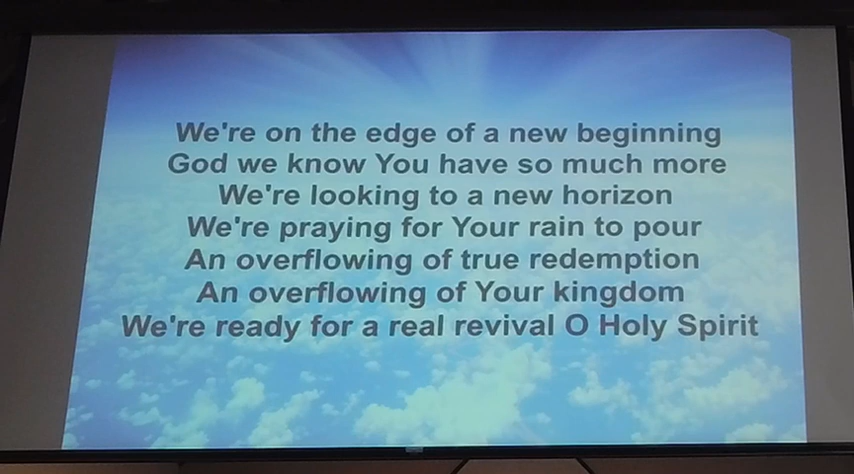 We're on the edge of a new beginning
God we know You have so much more
We're looking to a new horizon
We're praying for Your rain to pour
An overflowing of true redemption
An overflowing of Your kingdom
We're ready for a real revival O Holy Spirit